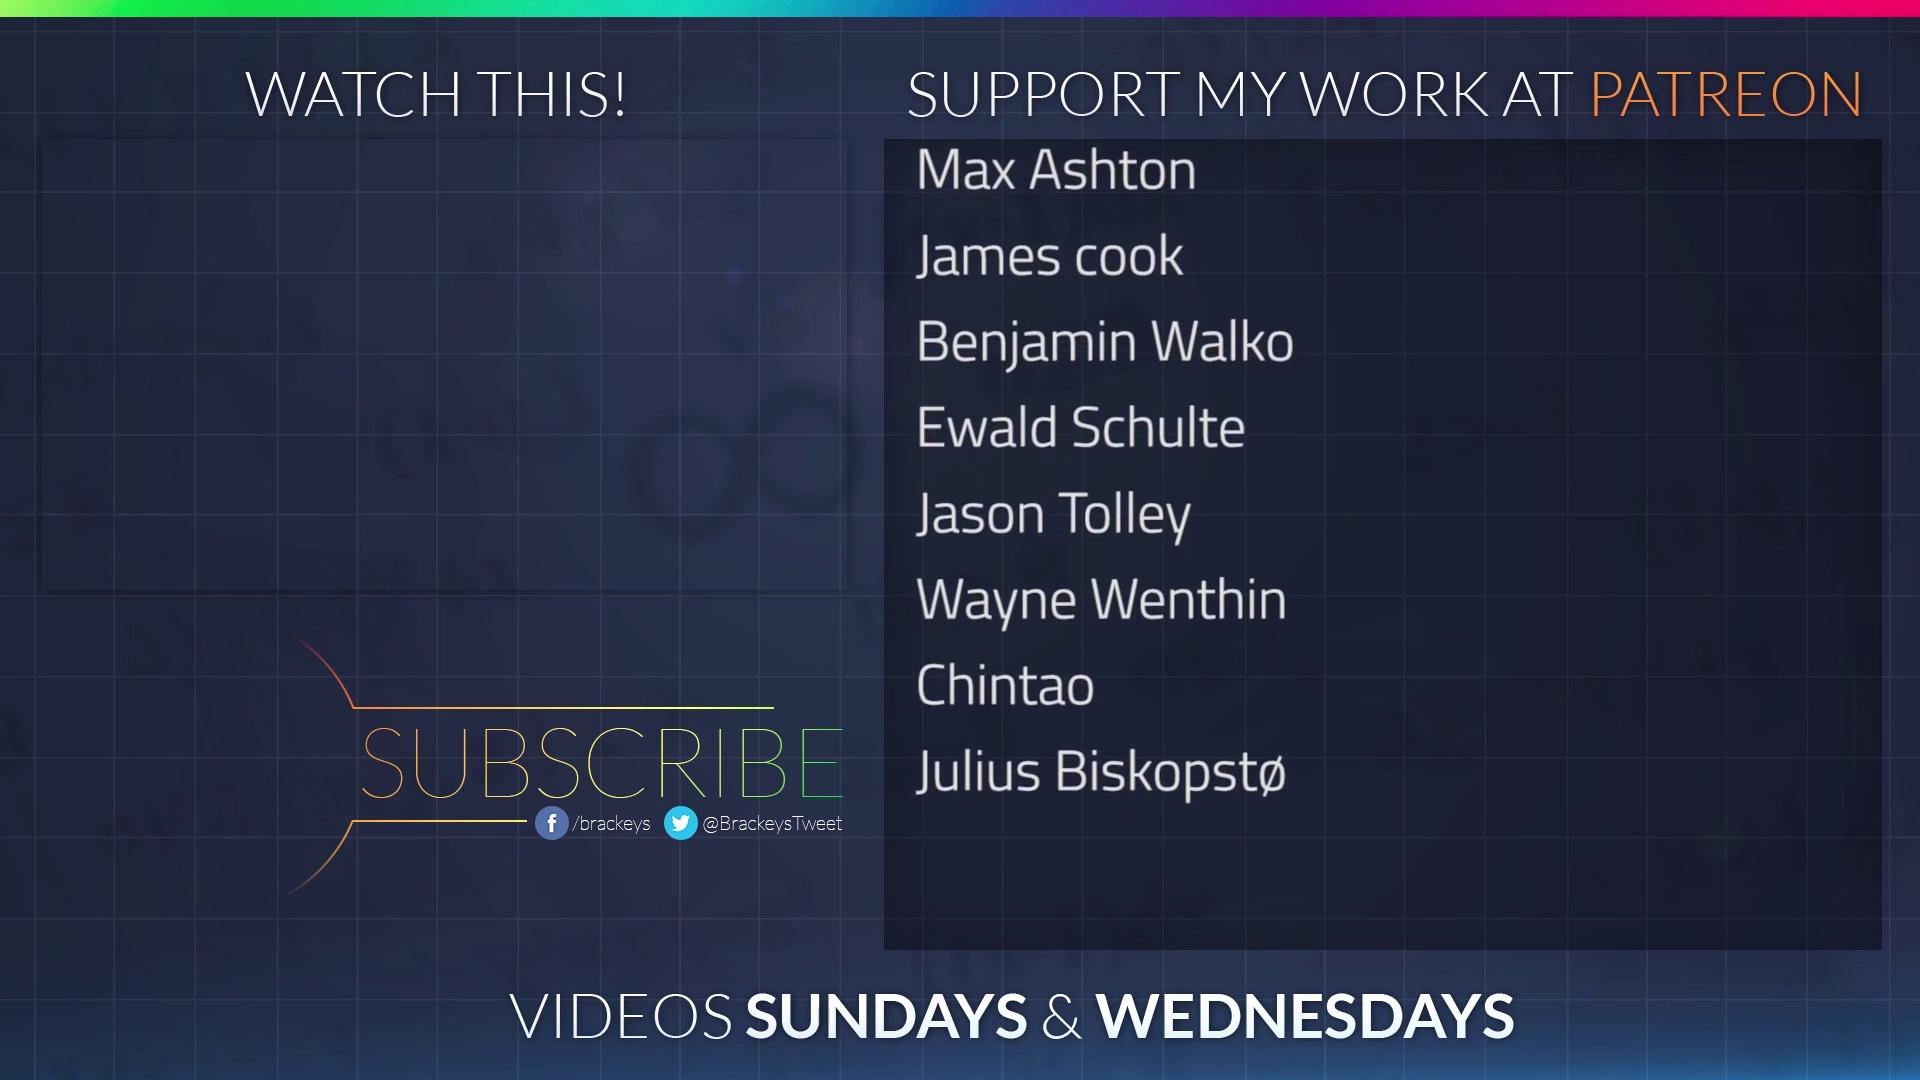 WATCH THIS!
SUPPORT MY WORK AT PATREON
Max Ashton
James cook
Benjamin Walko
Ewald Schulte
Jason Tolley
Wayne Wenthin
Chintao
Julius Biskopstø
SUBSCRIBE
/brackeys @BrackeysTweet
VIDEOS SUNDAYS & WEDNESDAYS